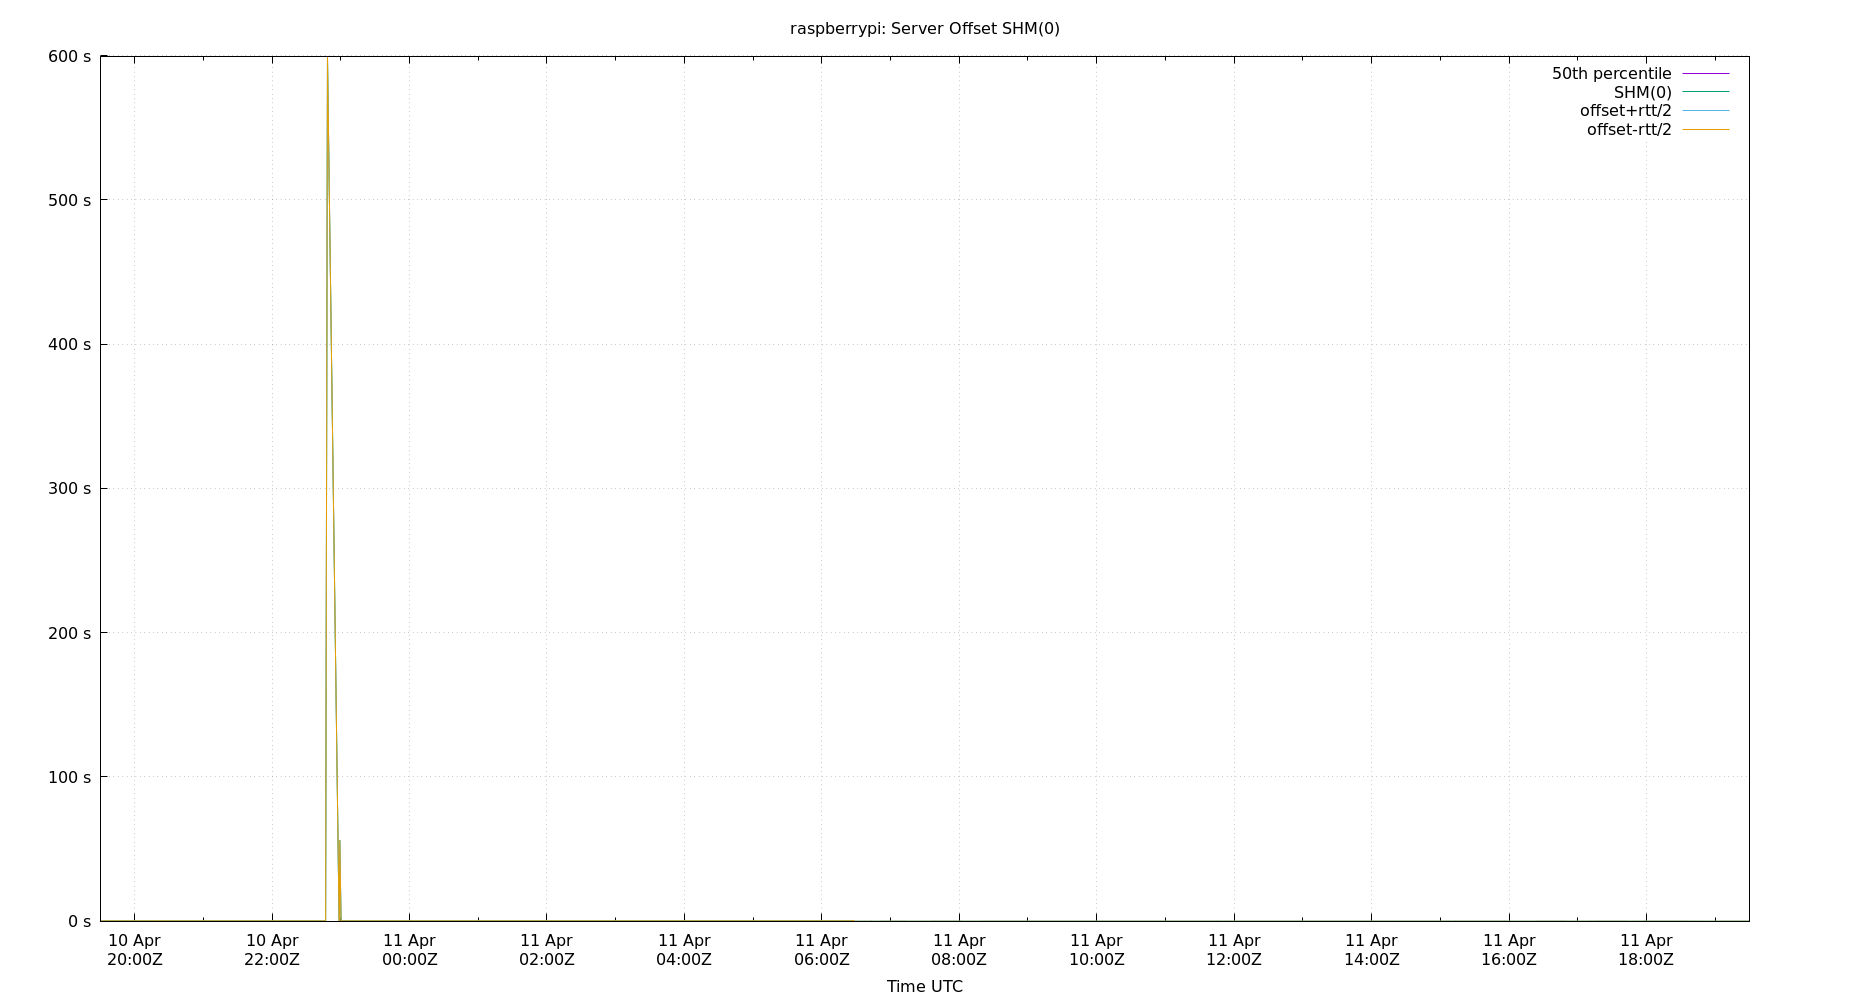 raspberrypi: Server Offset SHM(0)
600 s
500 s
400 s
300 s
200 s
100 s
0 s
50th percentile
SHM(0)
offset+rtt/2
offset-rtt/2
10 Apr 10 Apr 11 Apr 11 Apr 11 Apr 11 Apr 11 Apr 11 Apr 11 Apr 11 Apr 11 Apr 11 Apr
20:00Z 22:00Z 00:00Z 02:00Z 04:00Z 06:00Z 08:00Z 10:00Z 12:00Z 14:00Z 16:00Z 18:00Z
Time UTC